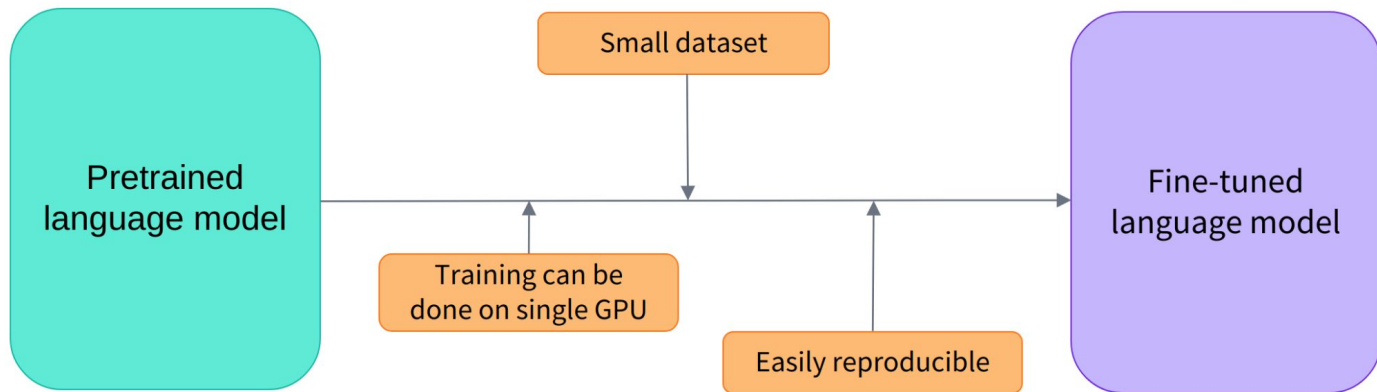 Small dataset
Pretrained
language model
Fine-tuned
language model
Training can be
done on single GPU
Easily reproducible